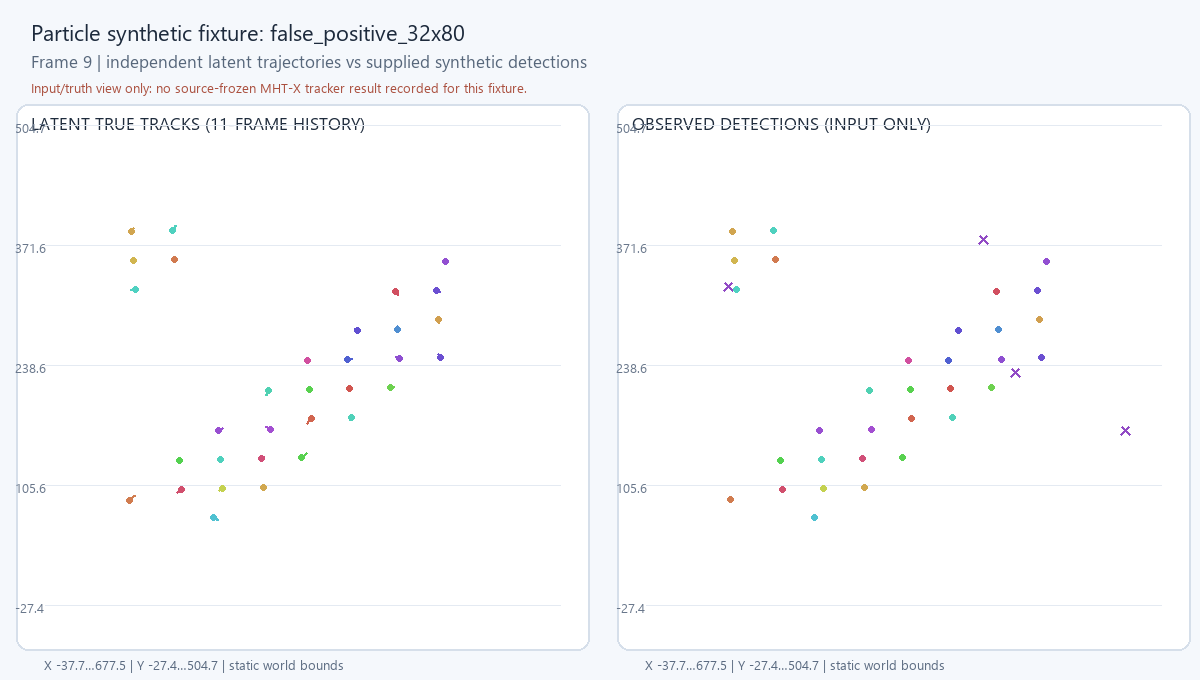 Particle synthetic fixture: false_positive_32x80
Frame 9 | independent latent trajectories vs supplied synthetic detections
Input/truth view only: no source-frozen MHT-X tracker result recorded for this fixture.
LATENT TRUE TRACKS (11-FRAME HISTORY)
504.7
371.6
238.6
105.6
-27.4
X -37.7...677.5 | Y -27.4...504.7 | static world bounds
OBSERVED DETECTIONS (INPUT ONLY)
504.7
371.6
238.6
105.6
-27.4
X -37.7...677.5 | Y -27.4...504.7 | static world bounds